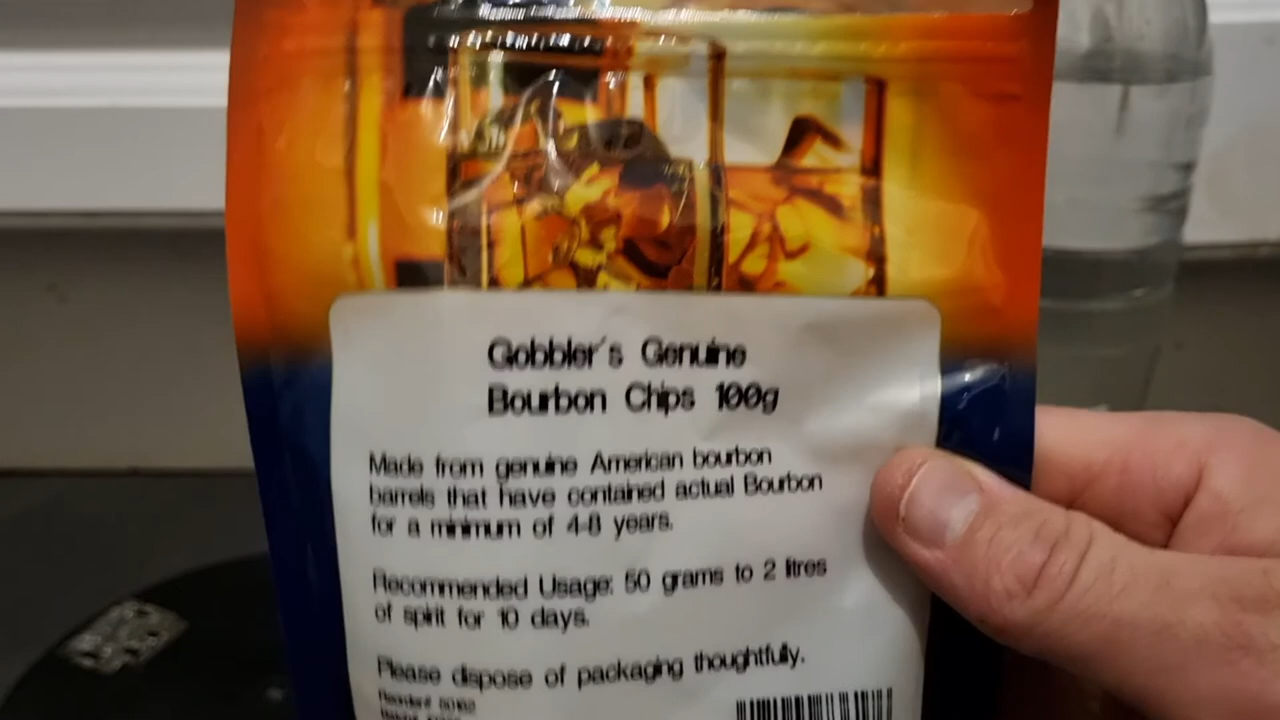 Gobbler's Genuine
Bourbon Chips 100g
Made from genuine American bourbon
barrels that have contained actual Bourbon
for a minimum of 4-8 years.
Recommended Usage: 50 grams to 2 litres
of spirit for 10 days.
Please dispose of packaging thoughtfully.